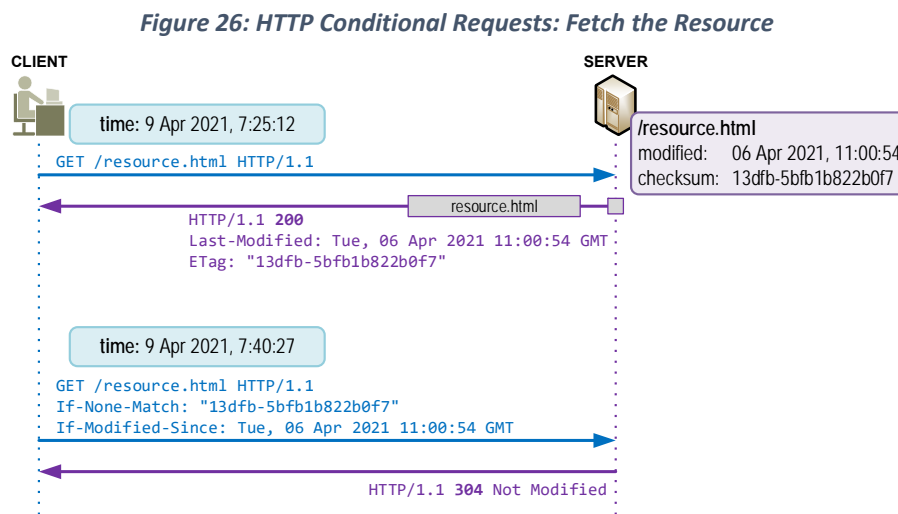 Figure 26: HTTP Conditional Requests: Fetch the Resource
CLIENT
SERVER
time: 9 Apr 2021, 7:25:12
/resource.html
modified: 06 Apr 2021, 11:00:54
checksum: 13dfb-5bfb1b822b0f7
GET /resource.html HTTP/1.1
resource.html
HTTP/1.1 200
Last-Modified: Tue, 06 Apr 2021 11:00:54 GMT
ETag: "13dfb-5bfb1b822b0f7"
time: 9 Apr 2021, 7:40:27
GET /resource.html HTTP/1.1
If-None-Match: "13dfb-5bfb1b822b0f7"
If-Modified-Since: Tue, 06 Apr 2021 11:00:54 GMT
HTTP/1.1 304 Not Modified